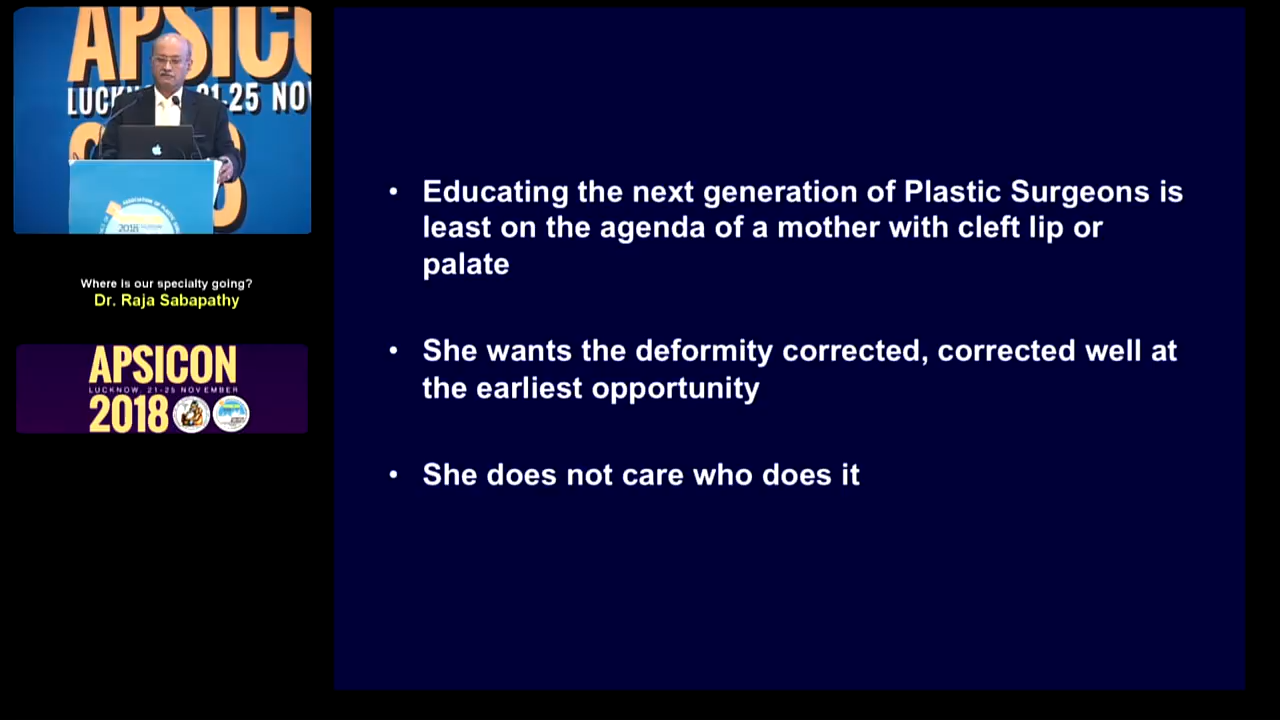 APSICO
LUCKNOW, 21-25 NOV
2018
Where is our specialty going?
Dr. Raja Sabapathy
APSICON
LUCKNOW, 21-25 NOVEMBER
2018
• Educating the next generation of Plastic Surgeons is
least on the agenda of a mother with cleft lip or
palate
• She wants the deformity corrected, corrected well at
the earliest opportunity
• She does not care who does it